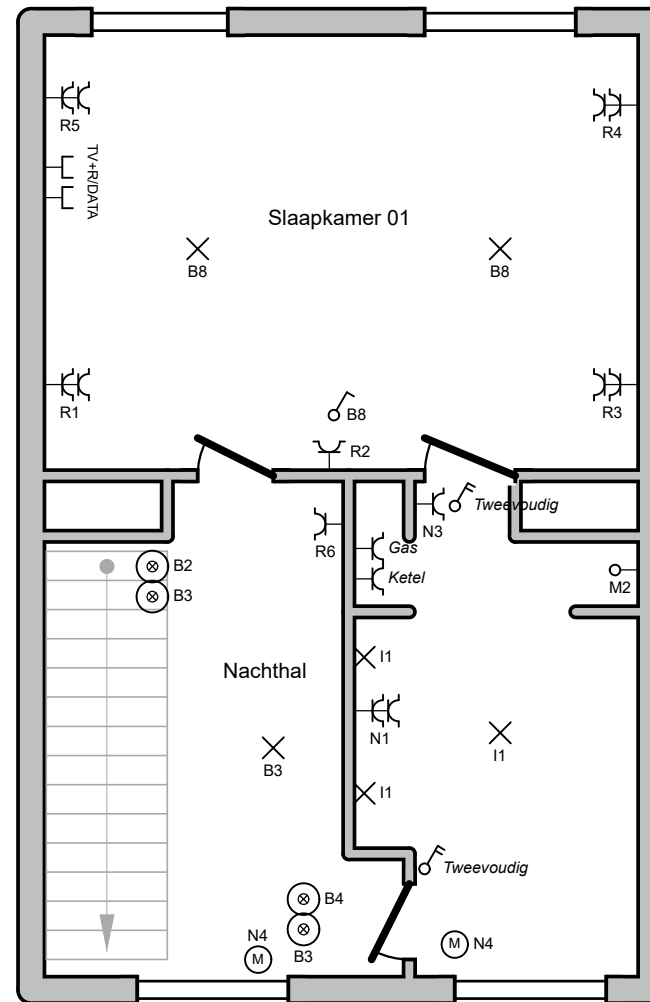 R5
R4
TV+R/DATA
Slaapkamer 01
B8
B8
R1
R3
B8
R2
N3
Tweevoudig
R6
Gas
Ketel
B2
B3
M2
I1
Nachthal
N1
I1
B3
I1
Tweevoudig
B4
N4
M
B3
M
N4